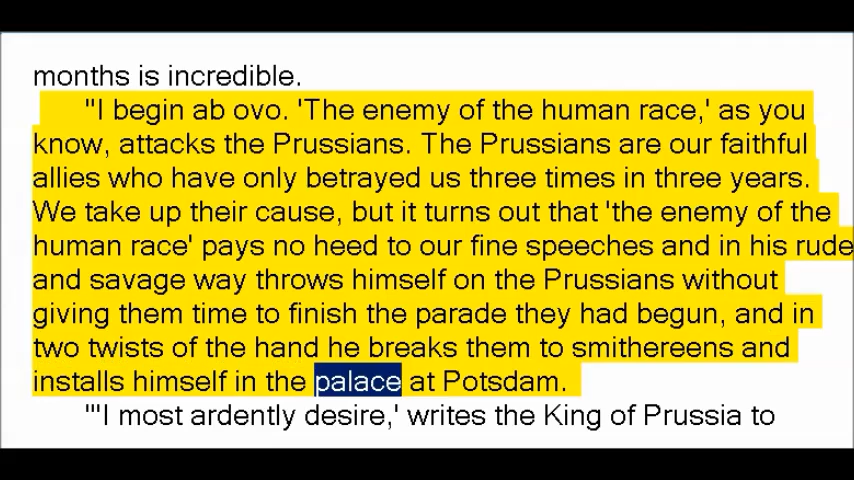 months is incredible.
"I begin ab ovo. 'The enemy of the human race,' as you
know, attacks the Prussians. The Prussians are our faithful
allies who have only betrayed us three times in three years.
We take up their cause, but it turns out that 'the enemy of the
human race' pays no heed to our fine speeches and in his rude
and savage way throws himself on the Prussians without
giving them time to finish the parade they had begun, and in
two twists of the hand he breaks them to smithereens and
installs himself in the palace at Potsdam.
"'I most ardently desire,' writes the King of Prussia to